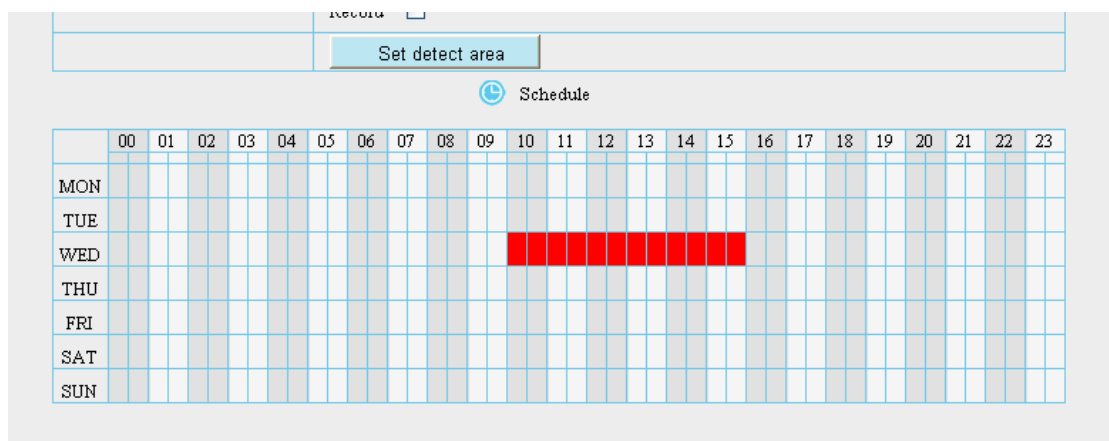 Record
Set detect area
Schedule
00 01 02 03 04 05 06 07 08 09 10 11 12 13 14 15 16 17 18 19 20 21 22 23
MON
TUE
WED
THU
FRI
SAT
SUN